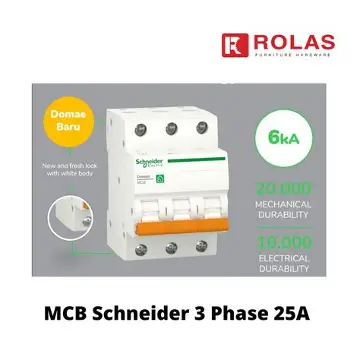 ROLAS
FURNITURE HARDWARE
Domae
Baru
New and fresh look
with white body
Schneider
Electric
Domae
MCB
6kA
20.000
MECHANICAL
DURABILITY
10.000
ELECTRICAL
DURABILITY
MCB Schneider 3 Phase 25A